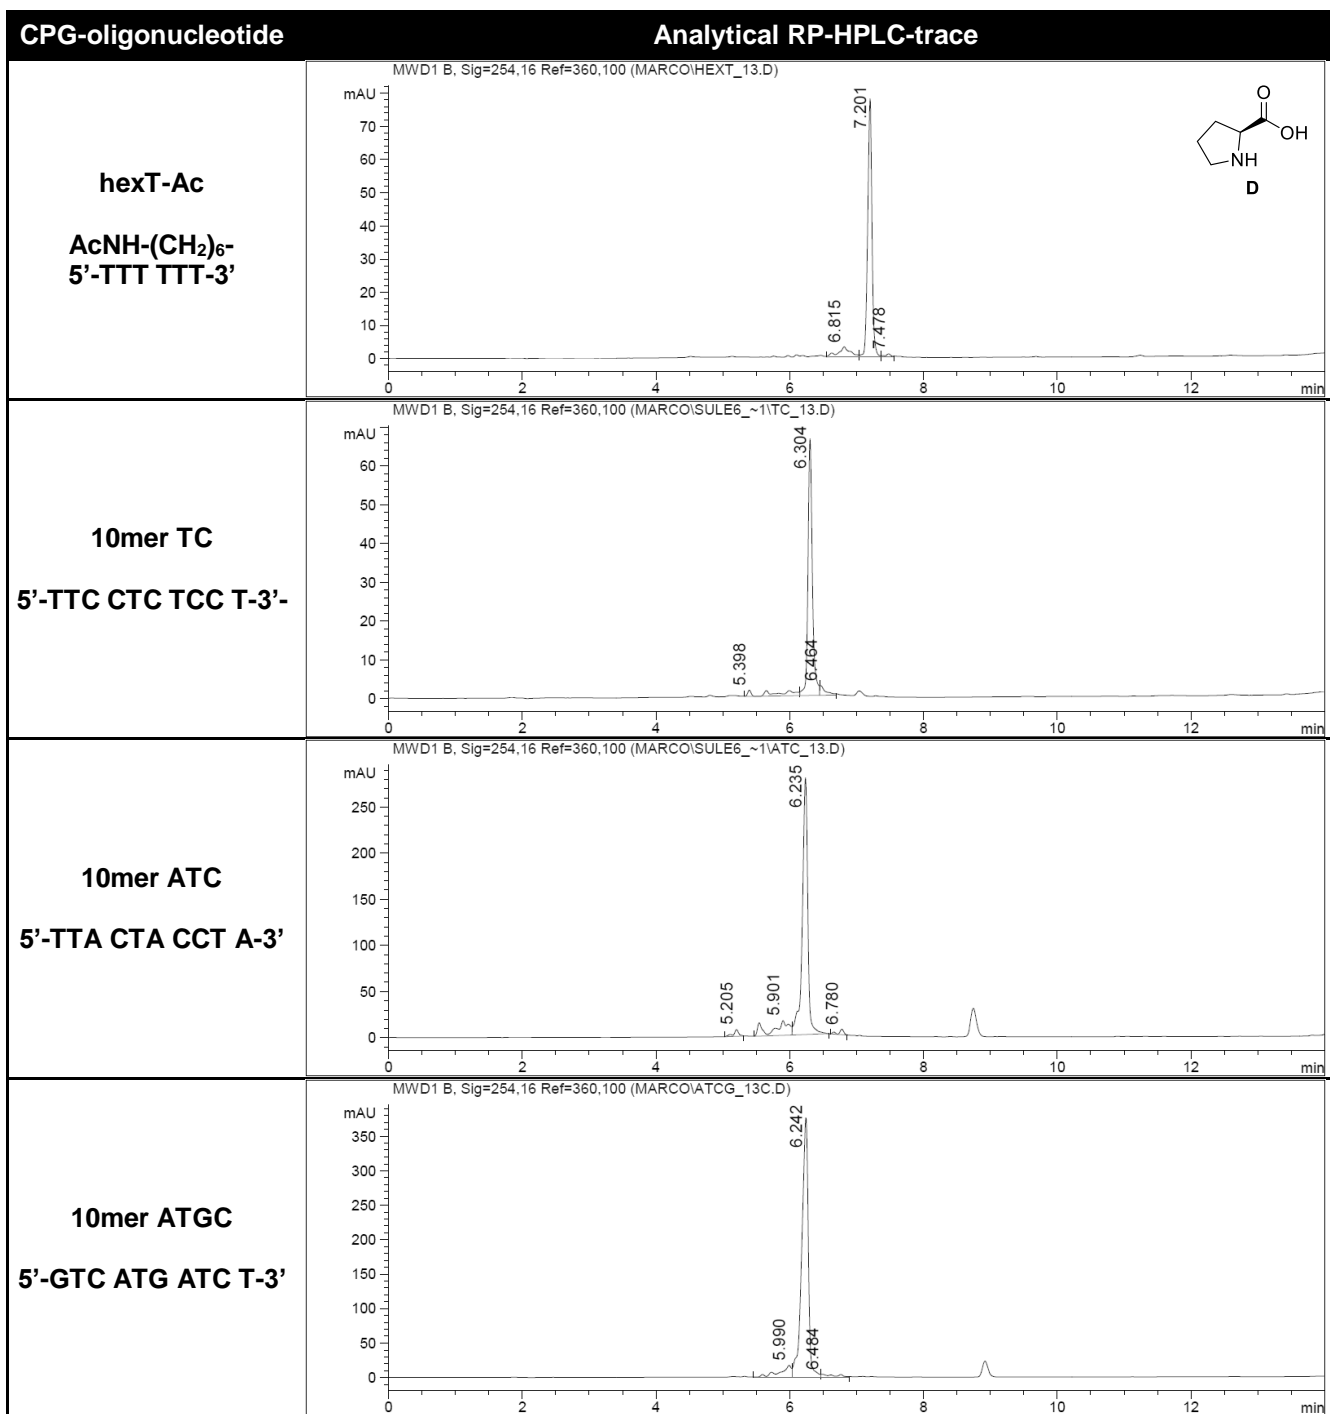 CPG-oligonucleotide
Analytical RP-HPLC-trace
hexT-Ac
AcNH-(CH₂)₆-
5’-TTT TTT-3’
MWD1 B, Sig=254,16 Ref=360,100 (MARCO\HEXT_13.D)
mAU
70
60
50
40
30
20
10
0
6.815
7.201
7.478
O
OH
NH
D
0 2 4 6 8 10 12 min
10mer TC
5’-TTC CTC TCC T-3’-
MWD1 B, Sig=254,16 Ref=360,100 (MARCO\SULE6_~1\TC_13.D)
mAU
60
50
40
30
20
10
0
5.398
6.304
6.464
0 2 4 6 8 10 12 min
10mer ATC
5’-TTA CTA CCT A-3’
MWD1 B, Sig=254,16 Ref=360,100 (MARCO\SULE6_~1\ATC_13.D)
mAU
250
200
150
100
50
0
5.205
5.901
6.235
6.780
0 2 4 6 8 10 12 min
10mer ATGC
5’-GTC ATG ATC T-3’
MWD1 B, Sig=254,16 Ref=360,100 (MARCO\ATCG_13C.D)
mAU
350
300
250
200
150
100
50
0
5.990
6.242
6.484
0 2 4 6 8 10 12 min